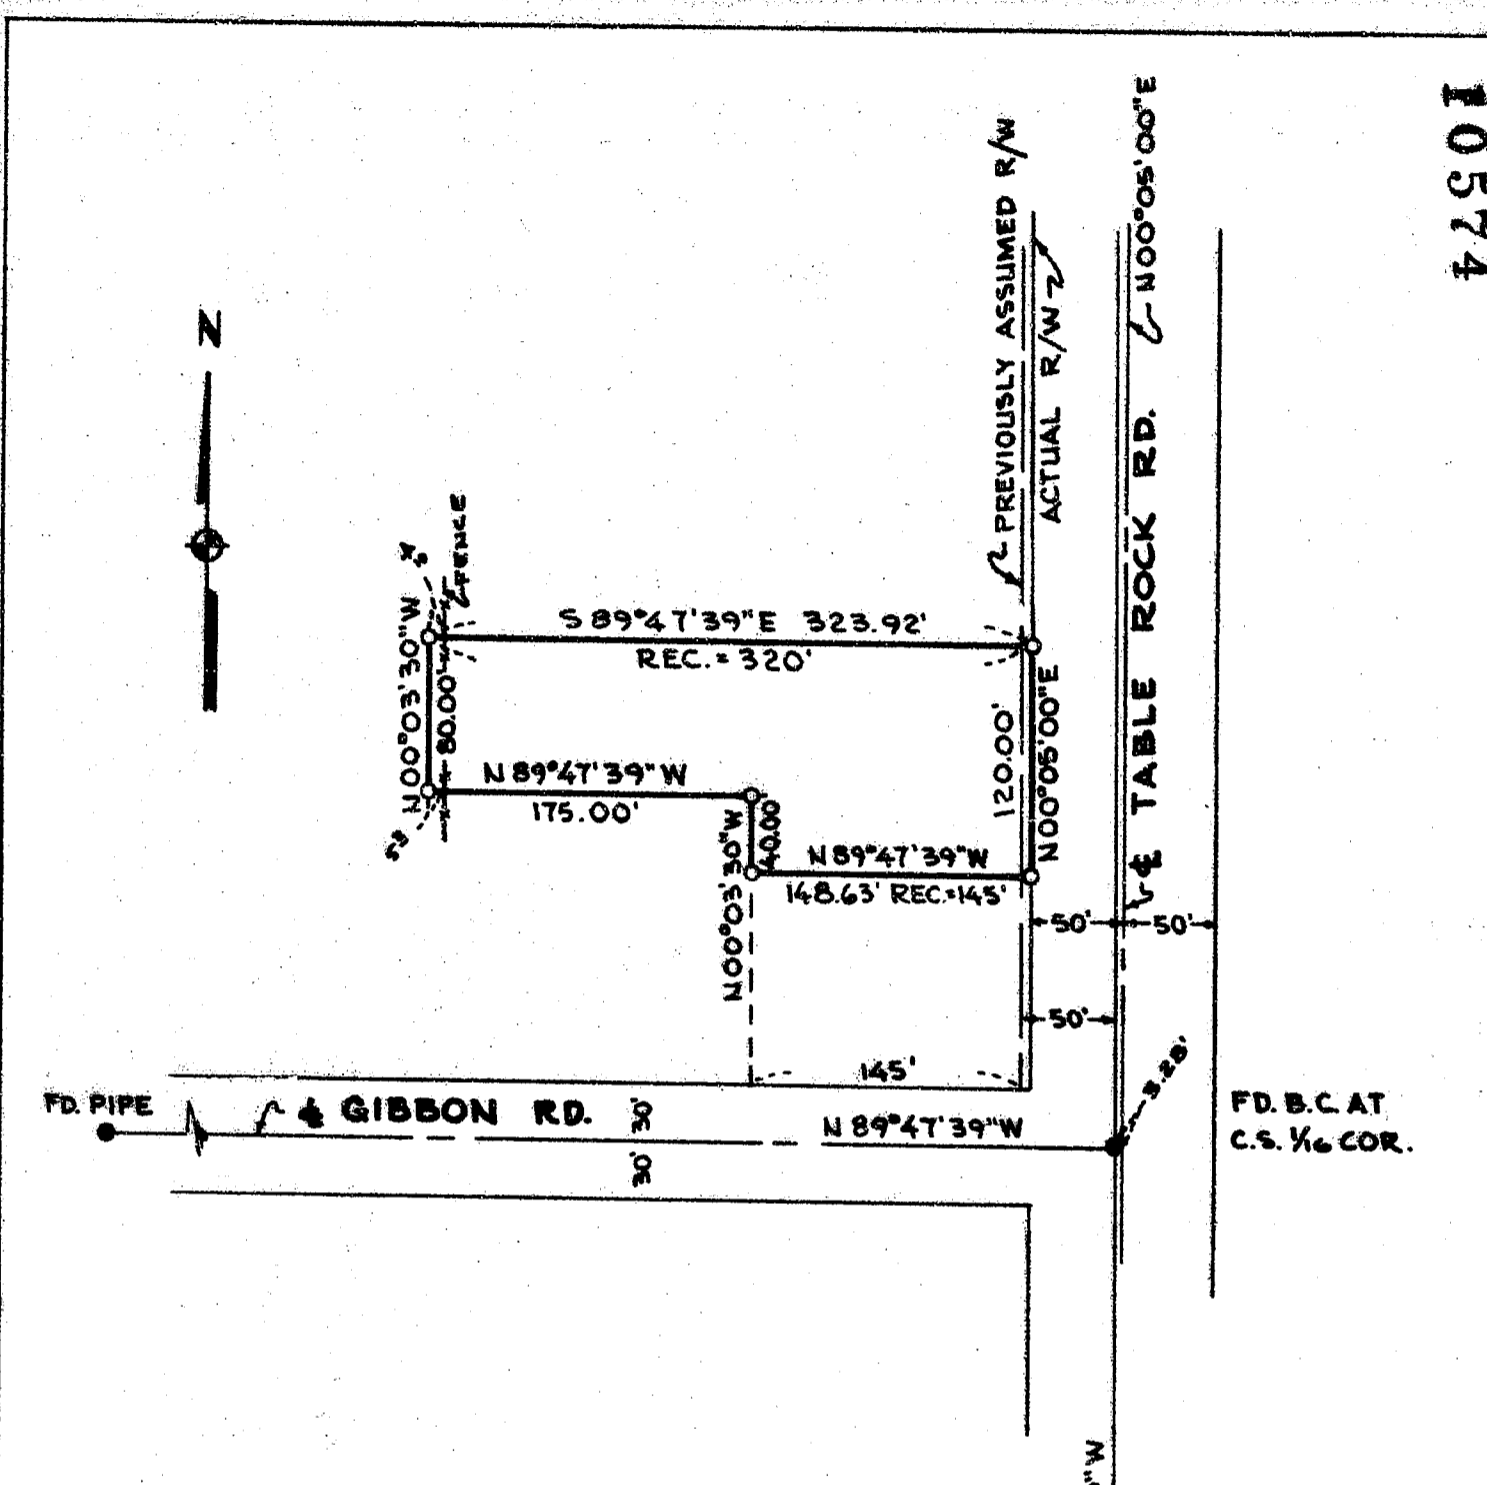 10574
N00°05'00"E
PREVIOUSLY ASSUMED R/W
ACTUAL R/W
N
℄ TABLE ROCK RD.
FENCE
N00°03'30"W
80.00'
S 89°47'39"E 323.92'
REC. = 320'
N 89°47'39"W
175.00'
N00°03'30"W
40.00
120.00'
N00°05'00"E
N 89°47'39"W
148.63' REC.=145'
50'
50'
50'
145'
3.28'
FD. PIPE
℄ GIBBON RD.
30'
30'
N 89°47'39"W
FD. B.C. AT
C.S. 1/16 COR.
"W